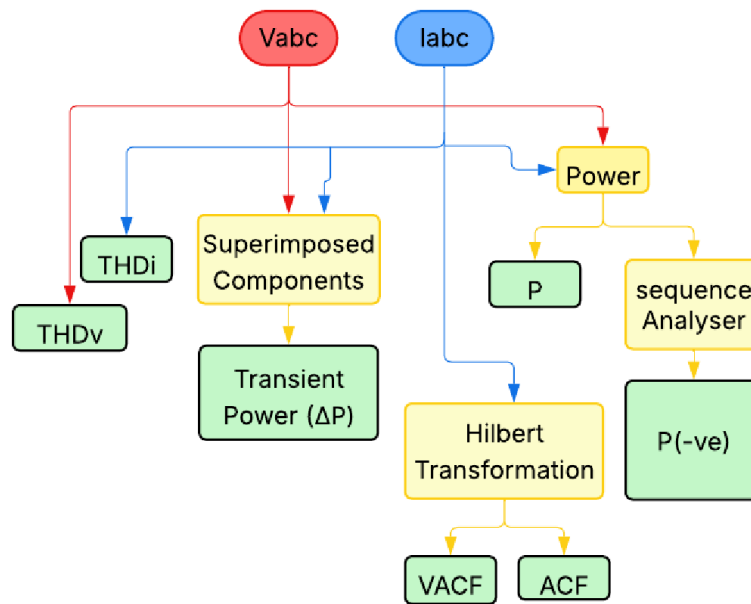 Vabc
Iabc
Power
THDi
Superimposed
Components
P
sequence
Analyser
THDv
Transient
Power (ΔP)
Hilbert
Transformation
P(-ve)
VACF
ACF